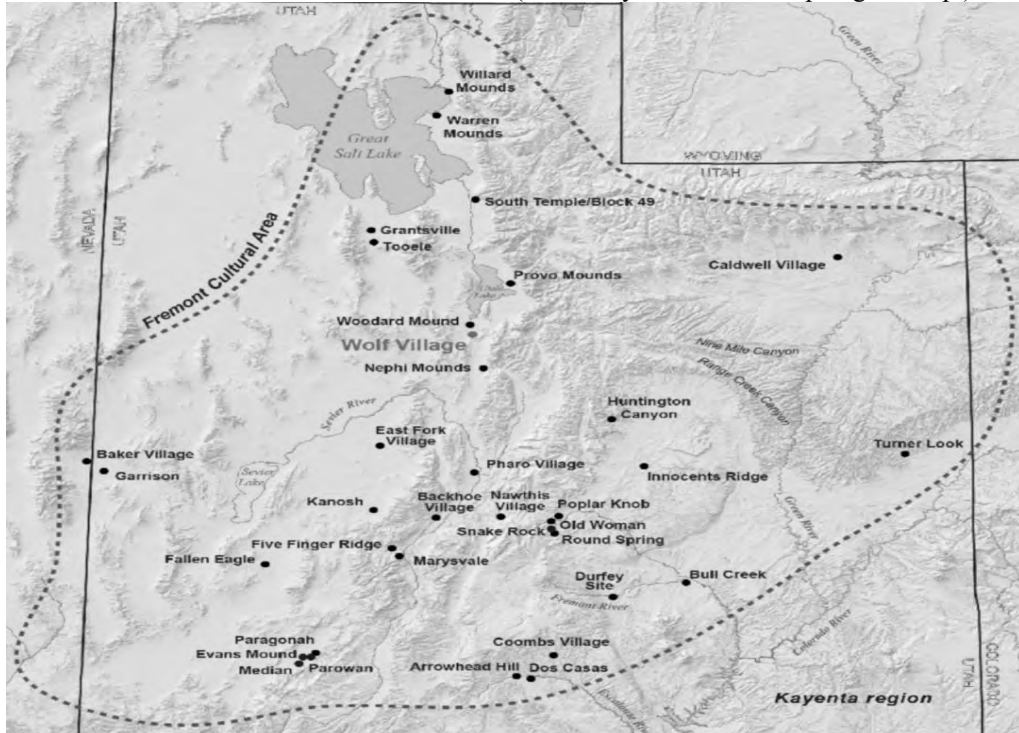 UTAH
Green River
Willard
Mounds
Warren
Mounds
Great
Salt Lake
WYOMING
UTAH
NEVADA
UTAH
South Temple/Block 49
Grantsville
Tooele
Fremont Cultural Area
Caldwell Village
Provo Mounds
Utah
Lake
Woodard Mound
Wolf Village
Nephi Mounds
Nine Mile Canyon
Range Creek Canyon
Sevier River
Huntington
Canyon
East Fork
Village
Turner Look
Baker Village
Garrison
Pharo Village
Innocents Ridge
Sevier
Lake
Kanosh
Backhoe
Village
Nawthis
Village
Poplar Knob
Old Woman
Snake Rock
Round Spring
Green River
Five Finger Ridge
Marysvale
Fallen Eagle
Durfey
Site
Bull Creek
Fremont River
Colorado River
Paragonah
Evans Mound
Median
Parowan
Coombs Village
Arrowhead Hill
Dos Casas
Escalante River
UTAH
COLORADO
Kayenta region